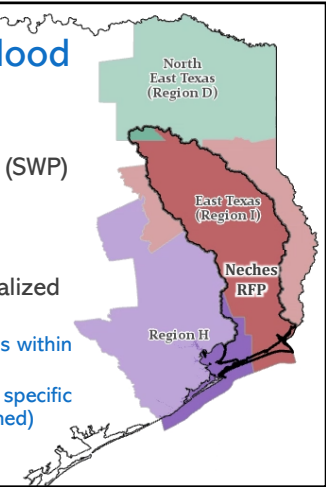 lood
(SWP)
alized
s within
specific
ned)
North
East Texas
(Region D)
East Texas
(Region I)
Neches
RFP
Region H